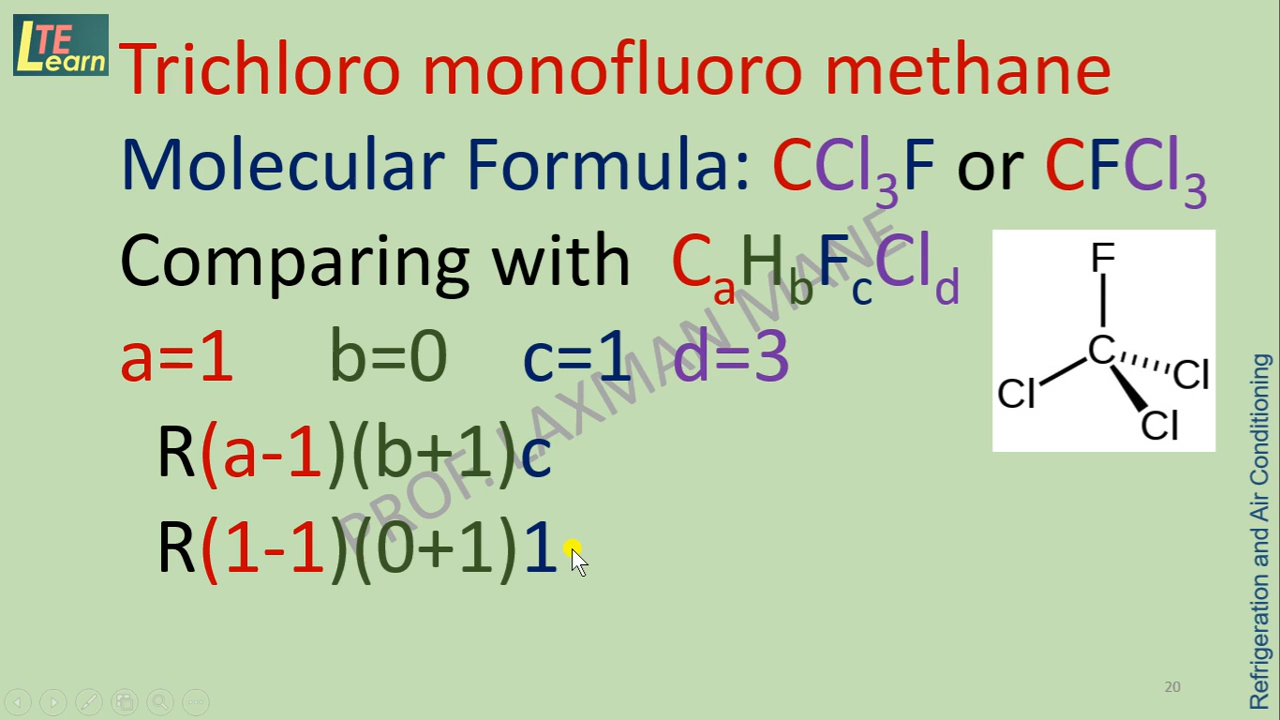 LTE Learn
Trichloro monofluoro methane
Molecular Formula: CCl₃F or CFCl₃
Comparing with CₐH_bF_cCl_d
a=1 b=0 c=1 d=3
R(a-1)(b+1)c
R(1-1)(0+1)1
PROF. LAXMAN MANE
F
C
Cl
Cl
Cl
Refrigeration and Air Conditioning
20